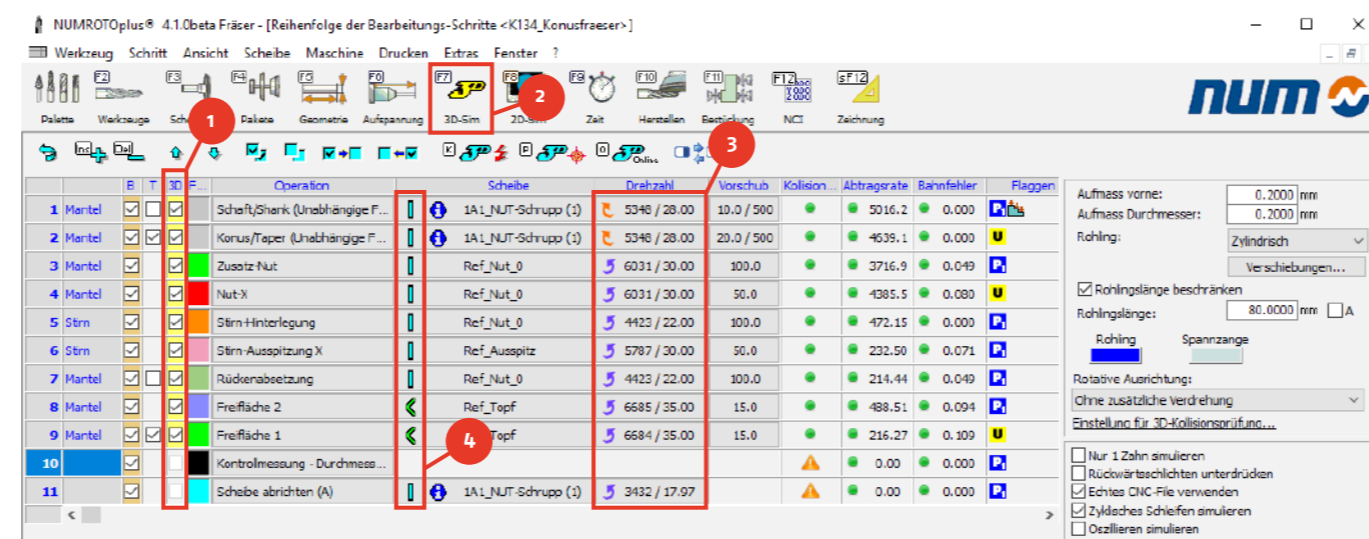 NUMROTOplus® 4.1.0beta Fräser - [Reihenfolge der Bearbeitungs-Schritte <K134_Konusfraeser>]
Werkzeug Schritt Ansicht Scheibe Maschine Drucken Extras Fenster ?
F2 F3 F4 F5 F6 F7 F8 F9 F10 F11 F12 sF12
Palette Werkzeuge Pakete Geometrie Aufspannung 3D-Sim 2D-Sim Zeit Herstellen Bestückung NCI Zeichnung
num
1 2 3 4
Ins Del K E O Online
B T 3D F... Operation Scheibe Drehzahl Vorschub Kolision... Abtragsrate Bahnfehler Flaggen
1 Mantel Schaft/Shank (Unabhängige F... 1A1_NUT-Schrupp (1) 5348 / 28.00 10.0 / 500 5016.2 0.000 P
2 Mantel Konus/Taper (Unabhängige F... 1A1_NUT-Schrupp (1) 5348 / 28.00 20.0 / 500 4639.1 0.000 U
3 Mantel Zusatz-Nut Ref_Nut_0 6031 / 30.00 100.0 3716.9 0.049 P
4 Mantel Nut-X Ref_Nut_0 6031 / 30.00 50.0 4385.5 0.080 U
5 Stirn Stirn-Hinterlegung Ref_Nut_0 4423 / 22.00 100.0 472.15 0.000 P
6 Stirn Stirn-Ausspitzung X Ref_Ausspitz 5787 / 30.00 50.0 232.50 0.071 P
7 Mantel Rückenabsetzung Ref_Nut_0 4423 / 22.00 100.0 214.44 0.049 P
8 Mantel Freifläche 2 Ref_Topf 6685 / 35.00 15.0 488.51 0.094 P
9 Mantel Freifläche 1 Topf 6684 / 35.00 15.0 216.27 0.109 U
10 Kontrollmessung - Durchmess... 0.00 0.000 P
11 Scheibe abrichten (A) 1A1_NUT-Schrupp (1) 3432 / 17.97 0.00 0.000 P
Aufmass vorne: 0.2000 mm
Aufmass Durchmesser: 0.2000 mm
Rohling: Zylindrisch
Verschiebungen...
Rohlingslänge beschränken
Rohlingslänge: 80.0000 mm A
Rohling Spannzange
Rotative Ausrichtung:
Ohne zusätzliche Verdrehung
Einstellung für 3D-Kollisionsprüfung...
Nur 1 Zahn simulieren
Rückwärtsschlichten unterdrücken
Echtes CNC-File verwenden
Zyklisches Schleifen simulieren
Oszillieren simulieren